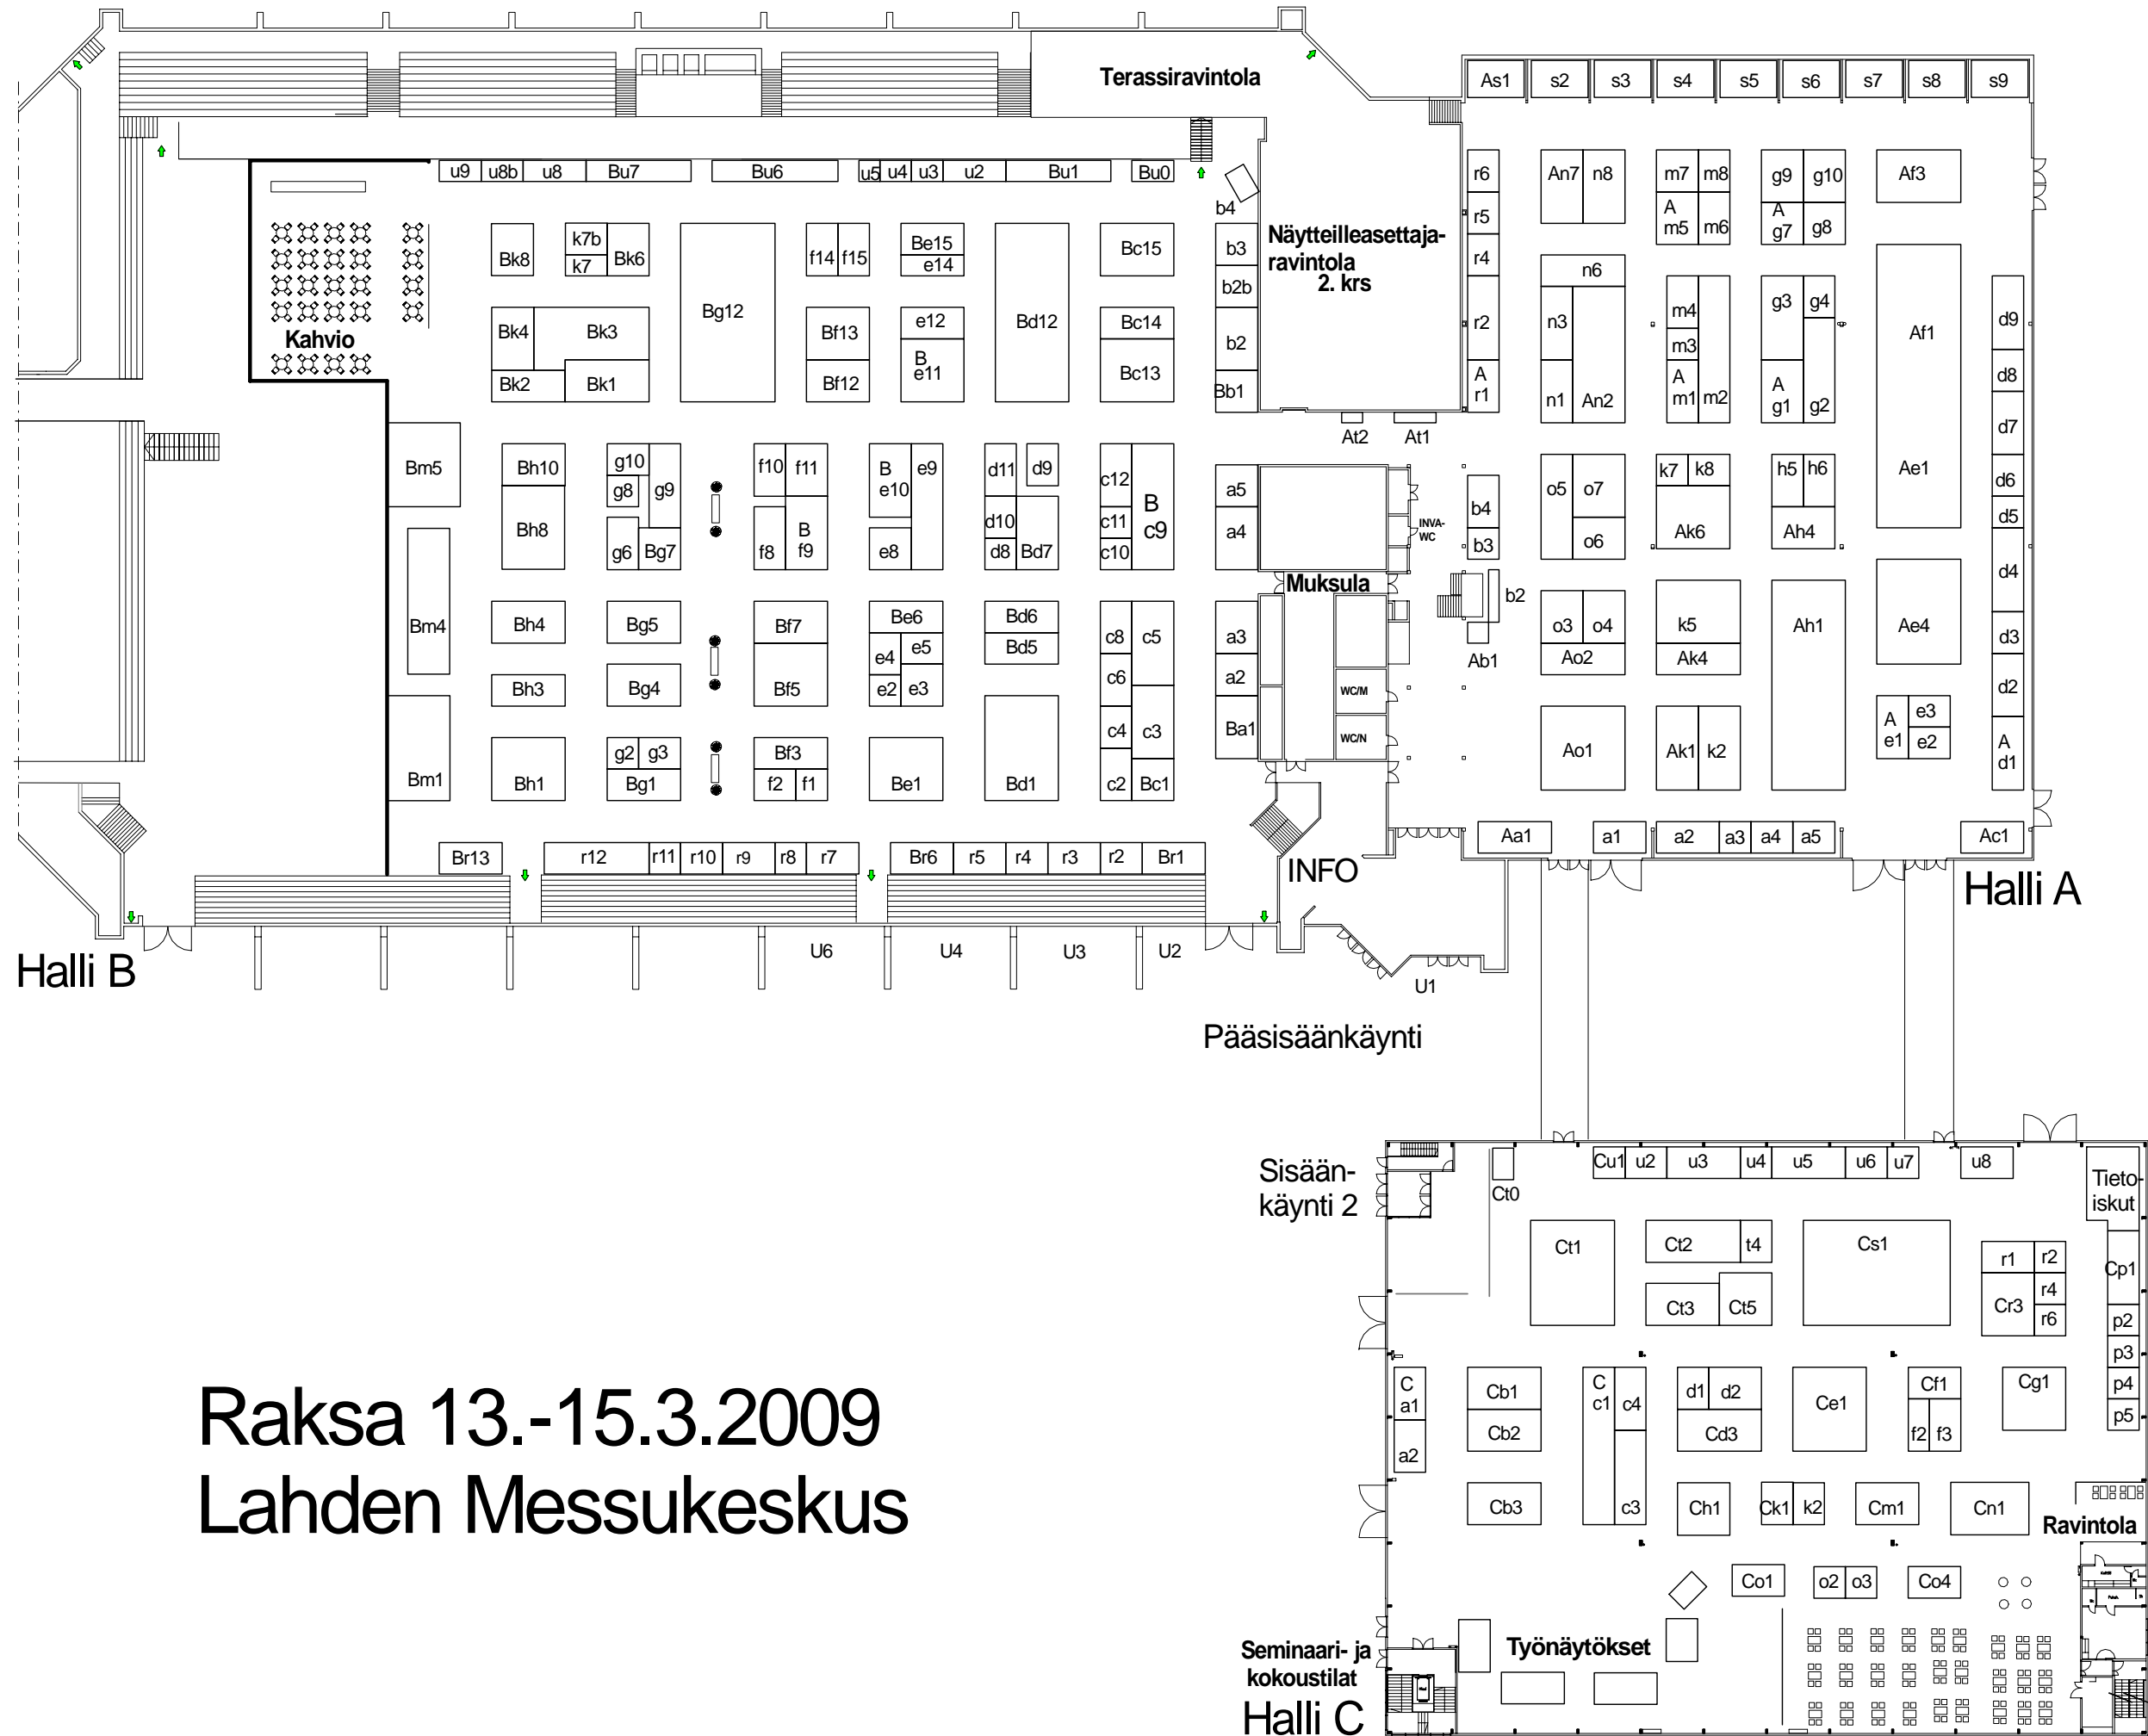 Terassiravintola
As1 s2 s3 s4 s5 s6 s7 s8 s9
u9 u8b u8 Bu7 Bu6 u5 u4 u3 u2 Bu1 Bu0
r6 An7 n8 m7 m8 g9 g10 Af3
b4 r5 A m5 m6 A g7 g8
Bk8 k7b k7 Bk6 f14 f15 Be15 e14 Bc15 b3
Näytteilleasettaja-
ravintola
2. krs
r4 n6
b2b
Bg12 Bd12
Kahvio
Bk4 Bk3 Bf13 e12 Bc14 b2 r2 n3 m4 g3 g4 Af1 d9
m3
Bk2 Bk1 Bf12 B e11 Bc13 Bb1 A r1 n1 An2 A m1 m2 A g1 g2 d8
At2 At1 d7
Bm5 Bh10 g10 g8 g9 f10 f11 B e10 e9 d11 d9 c12 B c9 a5
b4 o5 o7 k7 k8 h5 h6 Ae1 d6
d5
Bh8 g6 Bg7 f8 B f9 e8 d10 d8 Bd7 c11 c10 a4
INVA-
WC
b3 o6 Ak6 Ah4 d4
Muksula
b2
Bm4 Bh4 Bg5 Bf7 Be6 Bd6 c8 c5 a3 o3 o4 k5 Ah1 Ae4 d3
e4 e5 Bd5
Ab1 Ao2 Ak4
Bh3 Bg4 Bf5 e2 e3 c6 a2 WC/M d2
Bm1 Bh1 g2 g3 Bg1 Bf3 f2 f1 Be1 Bd1 c4 c3 c2 Bc1 Ba1 WC/N
Ao1 Ak1 k2 A e1 e3 e2 A d1
Aa1 a1 a2 a3 a4 a5 Ac1
Br13 r12 r11 r10 r9 r8 r7 Br6 r5 r4 r3 r2 Br1
INFO
Halli A
U6 U4 U3 U2
Halli B
U1
Pääsisäänkäynti
Sisään-
käynti 2
Ct0 Cu1 u2 u3 u4 u5 u6 u7 u8
Tieto-
iskut
Ct1 Ct2 t4 Cs1 r1 r2 Cp1
Ct3 Ct5 Cr3 r4 r6 p2
p3
C a1 Cb1 C c1 c4 d1 d2 Ce1 Cf1 Cg1 p4
a2 Cb2 Cd3 f2 f3 p5
Cb3 c3 Ch1 Ck1 k2 Cm1 Cn1
Ravintola
Raksa 13.-15.3.2009
Lahden Messukeskus
Co1 o2 o3 Co4
Työnäytökset
Seminaari- ja
kokoustilat
Halli C